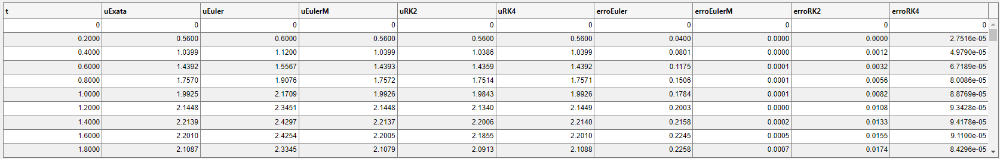 t uExata uEuler uEulerM uRK2 uRK4 erroEuler erroEulerM erroRK2 erroRK4
0 0 0 0 0 0 0 0 0 0
0.2000 0.5600 0.6000 0.5600 0.5600 0.5600 0.0400 0.0000 0.0000 2.7516e-05
0.4000 1.0399 1.1200 1.0399 1.0386 1.0399 0.0801 0.0000 0.0012 4.9790e-05
0.6000 1.4392 1.5567 1.4393 1.4359 1.4392 0.1175 0.0001 0.0032 6.7189e-05
0.8000 1.7570 1.9076 1.7572 1.7514 1.7571 0.1506 0.0001 0.0056 8.0086e-05
1.0000 1.9925 2.1709 1.9926 1.9843 1.9926 0.1784 0.0001 0.0082 8.8769e-05
1.2000 2.1448 2.3451 2.1448 2.1340 2.1449 0.2003 0.0000 0.0108 9.3428e-05
1.4000 2.2139 2.4297 2.2137 2.2006 2.2140 0.2158 0.0002 0.0133 9.4178e-05
1.6000 2.2010 2.4254 2.2005 2.1855 2.2010 0.2245 0.0005 0.0155 9.1100e-05
1.8000 2.1087 2.3345 2.1079 2.0913 2.1088 0.2258 0.0007 0.0174 8.4296e-05